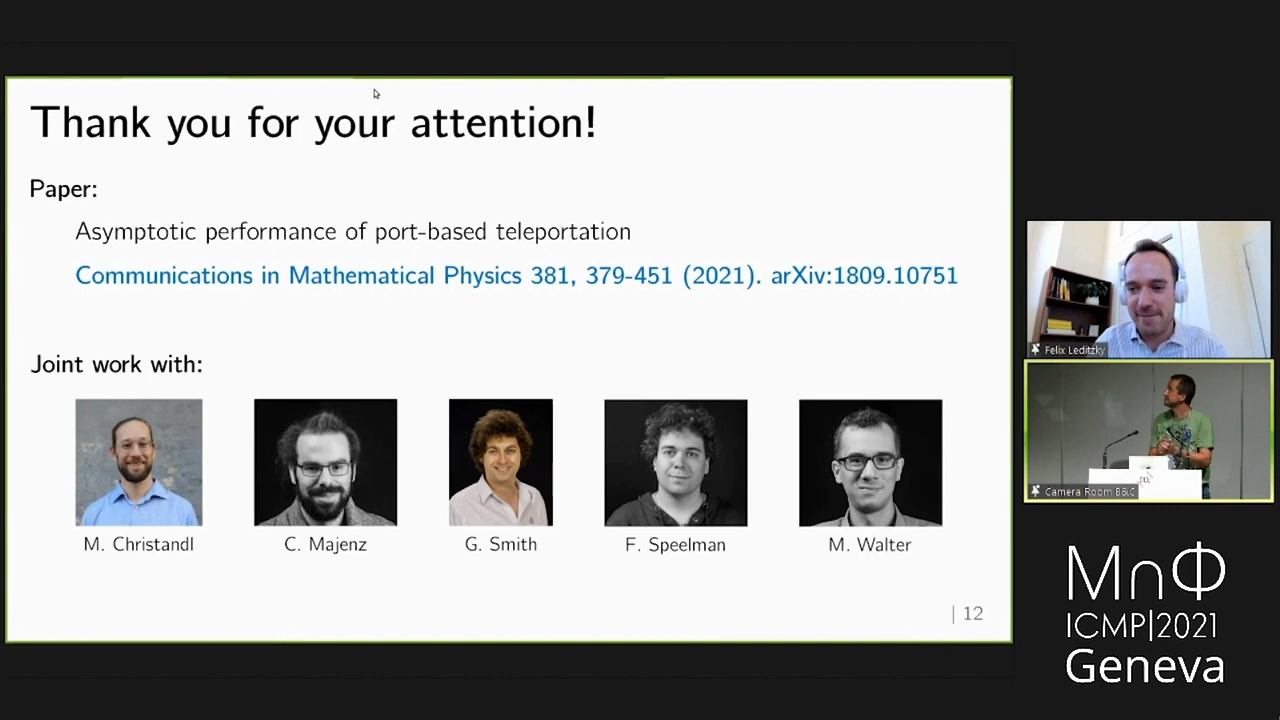 Thank you for your attention!
Paper:
Asymptotic performance of port-based teleportation
Communications in Mathematical Physics 381, 379-451 (2021). arXiv:1809.10751
Joint work with:
M. Christandl
C. Majenz
G. Smith
F. Speelman
M. Walter
| 12
Felix Leditzky
Camera Room B&C
M∩Φ
ICMP|2021
Geneva